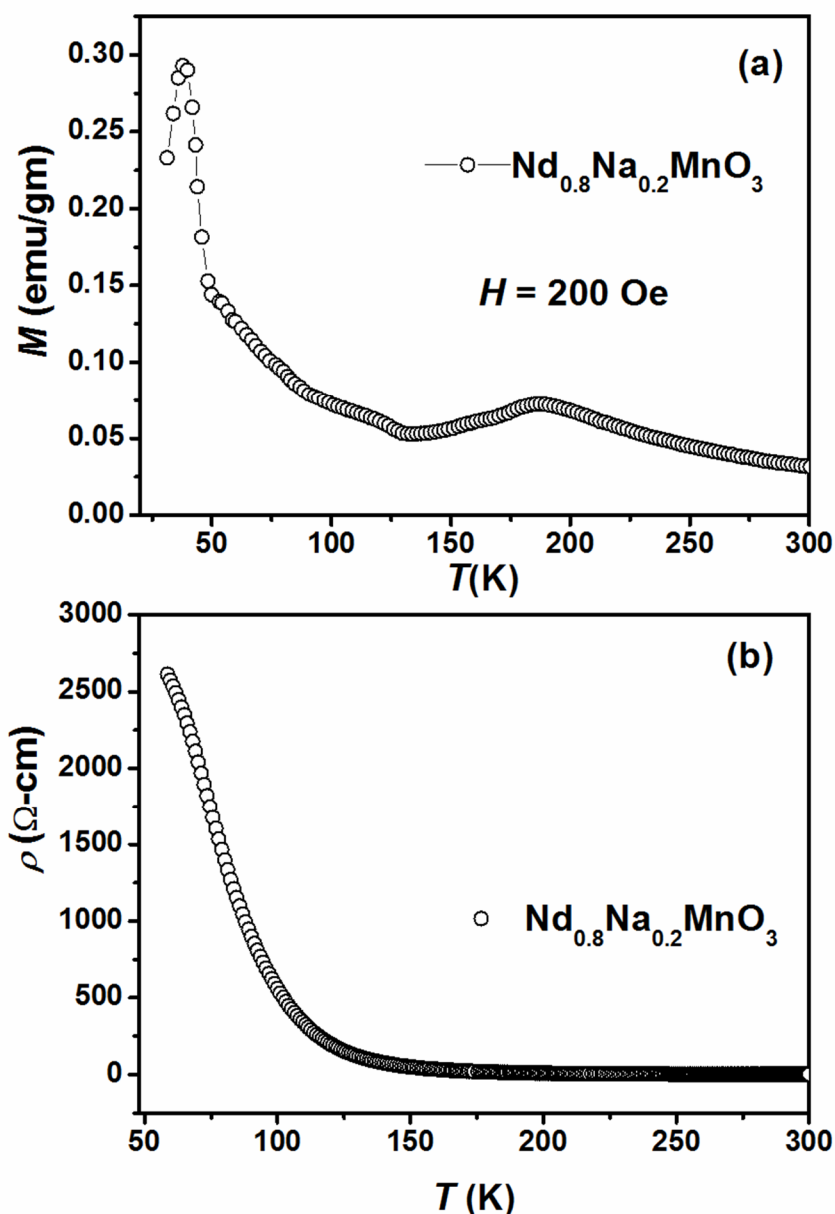 (a)
0.30
0.25
0.20
0.15
0.10
0.05
0.00
M (emu/gm)
Nd0.8Na0.2MnO3
H = 200 Oe
50 100 150 200 250 300
T(K)
(b)
3000
2500
2000
1500
1000
500
0
ρ (Ω-cm)
Nd0.8Na0.2MnO3
50 100 150 200 250 300
T (K)